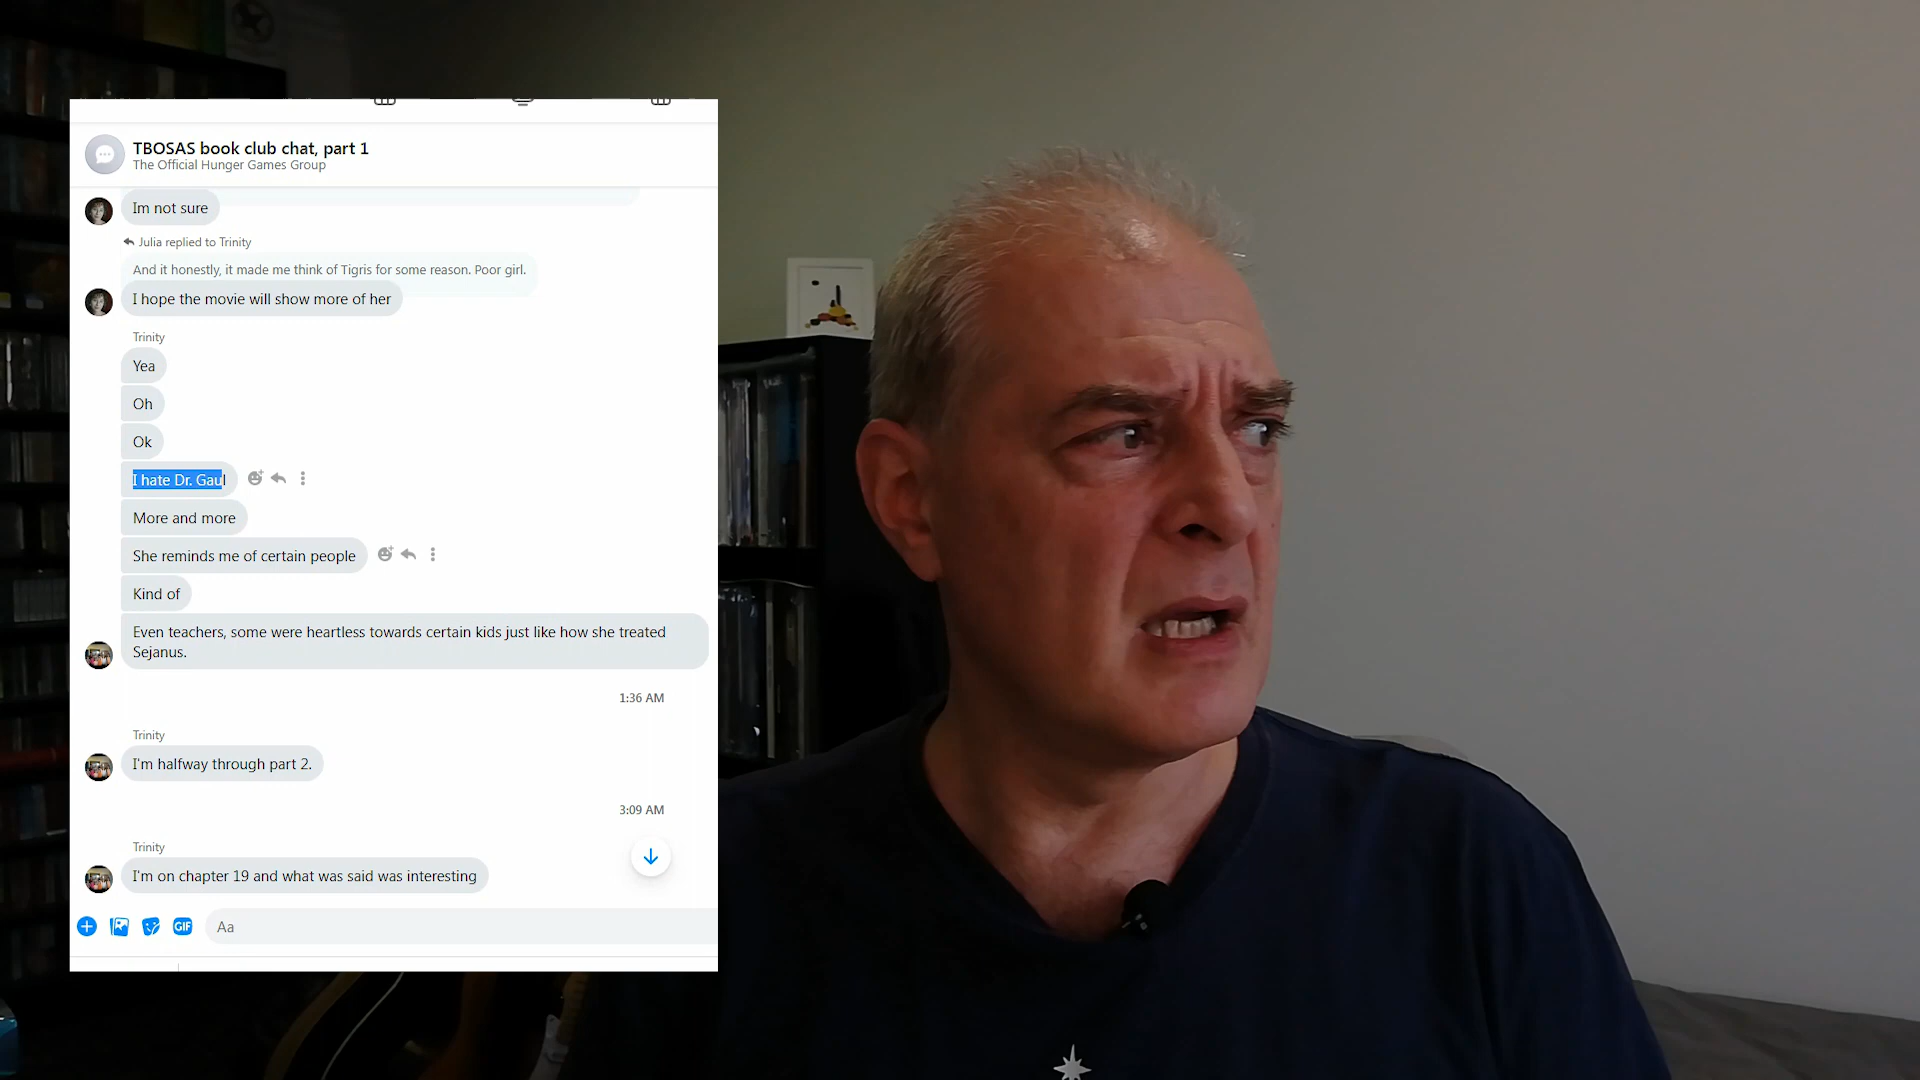 TBOSAS book club chat, part 1
The Official Hunger Games Group
Im not sure
Julia replied to Trinity
And it honestly, it made me think of Tigris for some reason. Poor girl.
I hope the movie will show more of her
Trinity
Yea
Oh
Ok
I hate Dr. Gaul
More and more
She reminds me of certain people
Kind of
Even teachers, some were heartless towards certain kids just like how she treated
Sejanus.
1:36 AM
Trinity
I'm halfway through part 2.
3:09 AM
Trinity
I'm on chapter 19 and what was said was interesting
GIF
Aa